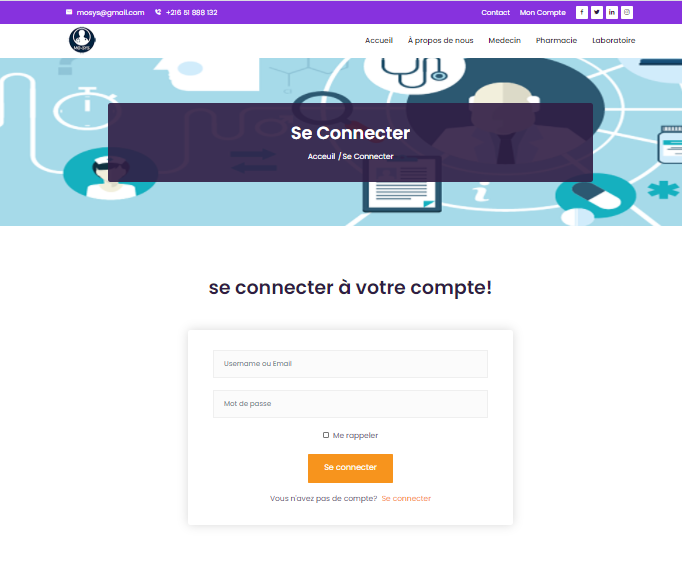 mosys@gmail.com +216 51 888 132 Contact Mon Compte
MO-SYS Accueil À propos de nous Medecin Pharmacie Laboratoire
Se Connecter
Acceuil / Se Connecter
se connecter à votre compte!
Username ou Email
Mot de passe
Me rappeler
Se connecter
Vous n'avez pas de compte? Se connecter